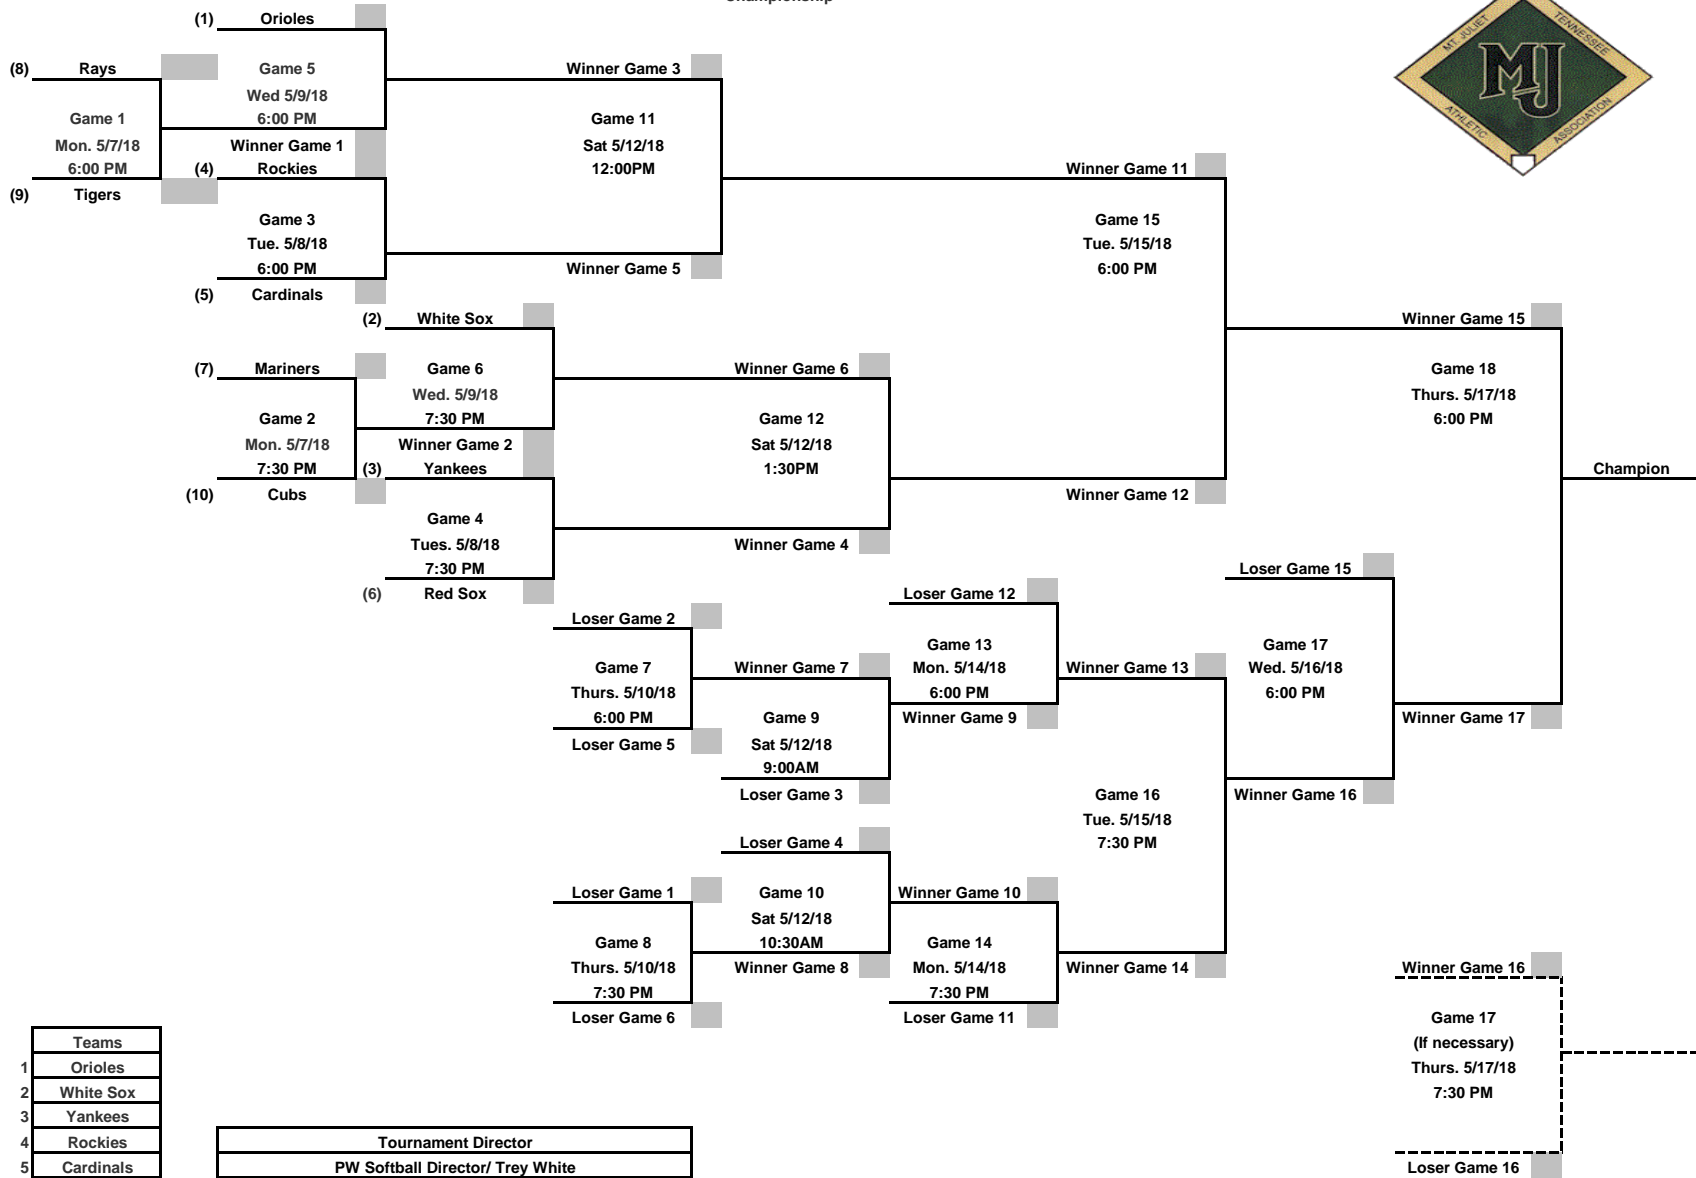 Championship
(1) Orioles
(8) Rays
Game 5
Wed 5/9/18
6:00 PM
Winner Game 1
Game 1
Mon. 5/7/18
6:00 PM
(9) Tigers
(4) Rockies
Game 3
Tue. 5/8/18
6:00 PM
(5) Cardinals
Winner Game 3
Game 11
Sat 5/12/18
12:00PM
Winner Game 5
(2) White Sox
(7) Mariners
Game 6
Wed. 5/9/18
7:30 PM
Winner Game 2
Game 2
Mon. 5/7/18
7:30 PM
(10) Cubs
(3) Yankees
Game 4
Tues. 5/8/18
7:30 PM
(6) Red Sox
Winner Game 6
Game 12
Sat 5/12/18
1:30PM
Winner Game 4
Winner Game 11
Game 15
Tue. 5/15/18
6:00 PM
Winner Game 12
MT. JULIET
TENNESSEE
MJ
ATHLETIC
ASSOCIATION
Winner Game 15
Game 18
Thurs. 5/17/18
6:00 PM
Winner Game 17
Champion
Loser Game 2
Game 7
Thurs. 5/10/18
6:00 PM
Loser Game 5
Winner Game 7
Game 9
Sat 5/12/18
9:00AM
Loser Game 3
Loser Game 12
Game 13
Mon. 5/14/18
6:00 PM
Winner Game 9
Winner Game 13
Game 16
Tue. 5/15/18
7:30 PM
Winner Game 14
Loser Game 15
Game 17
Wed. 5/16/18
6:00 PM
Winner Game 16
Loser Game 4
Loser Game 1
Game 10
Sat 5/12/18
10:30AM
Winner Game 8
Game 8
Thurs. 5/10/18
7:30 PM
Loser Game 6
Winner Game 10
Game 14
Mon. 5/14/18
7:30 PM
Loser Game 11
Winner Game 16
Game 17
(If necessary)
Thurs. 5/17/18
7:30 PM
Loser Game 16
Teams
1 Orioles
2 White Sox
3 Yankees
4 Rockies
5 Cardinals
Tournament Director
PW Softball Director/ Trey White